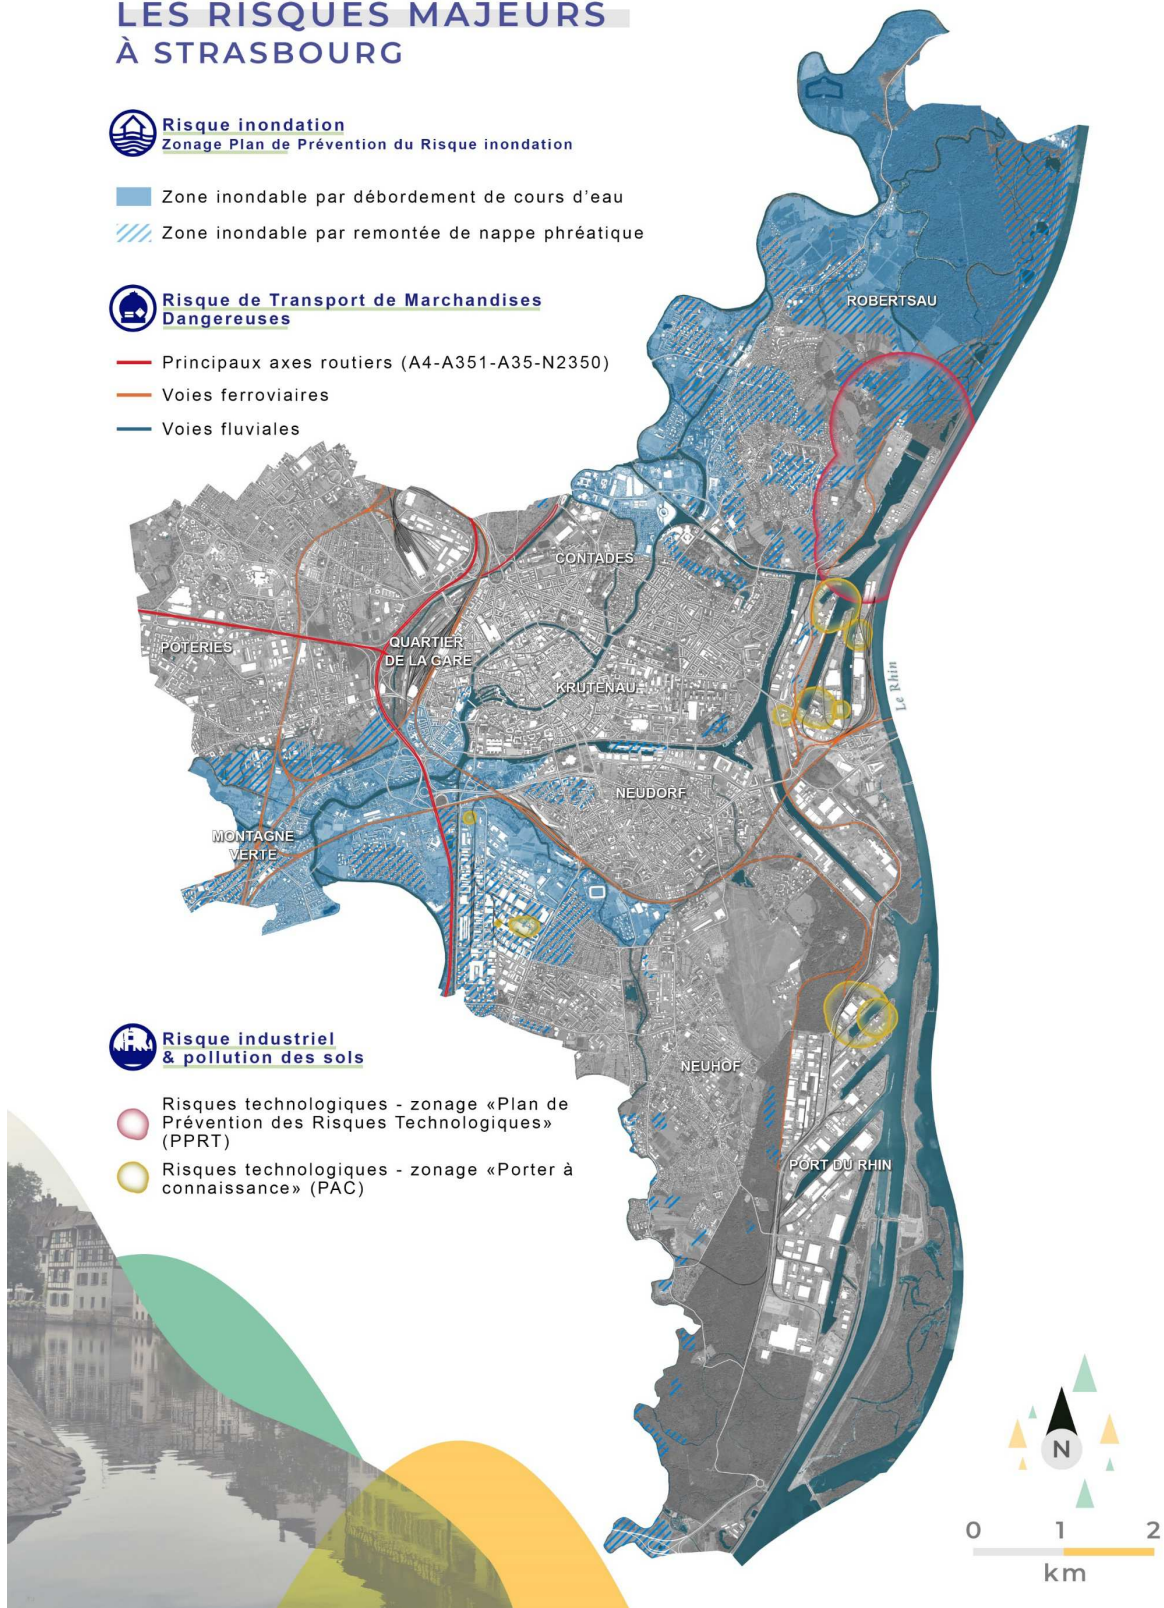 LES RISQUES MAJEURS
À STRASBOURG
Risque inondation
Zonage Plan de Prévention du Risque inondation
Zone inondable par débordement de cours d'eau
Zone inondable par remontée de nappe phréatique
Risque de Transport de Marchandises
Dangereuses
Principaux axes routiers (A4-A351-A35-N2350)
Voies ferroviaires
Voies fluviales
ROBERTSAU
CONTADES
POTERIES
QUARTIER
DE LA GARE
KRUTENAU
Le Rhin
NEUDORF
MONTAGNE
VERTE
NEUHOF
PORT DU RHIN
Risque industriel
& pollution des sols
Risques technologiques - zonage «Plan de
Prévention des Risques Technologiques»
(PPRT)
Risques technologiques - zonage «Porter à
connaissance» (PAC)
N
0 1 2
km